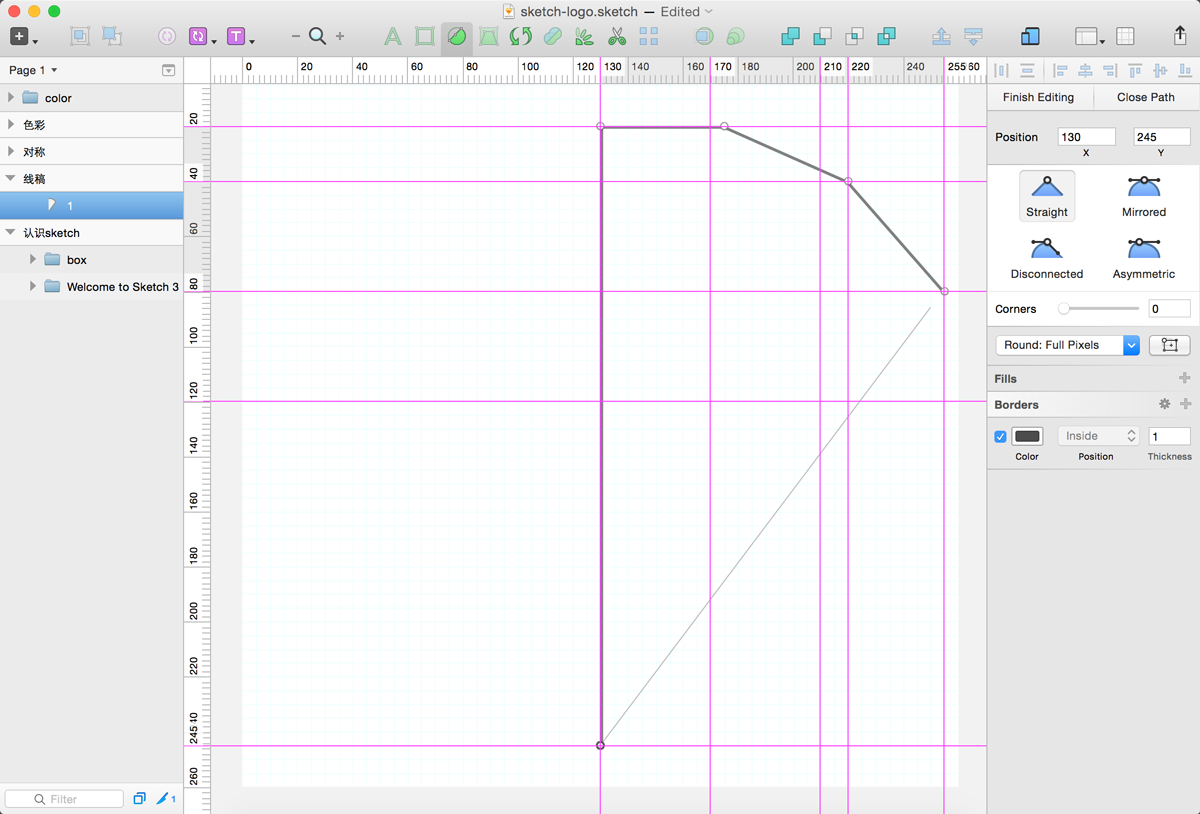 sketch-logo.sketch — Edited
Page 1
0 20 40 60 80 100 120 130 140 160 170 180 200 210 220 240 255 60
Finish Editing Close Path
color
色彩
对称
线稿
1
认识sketch
box
Welcome to Sketch 3
Filter
1
20
40
60
80
100
120
140
160
180
200
220
245 40
260
Position 130 245
X Y
Straight Mirrored
Disconnected Asymmetric
Corners 0
Round: Full Pixels
Fills
Borders
Inside 1
Color Position Thickness